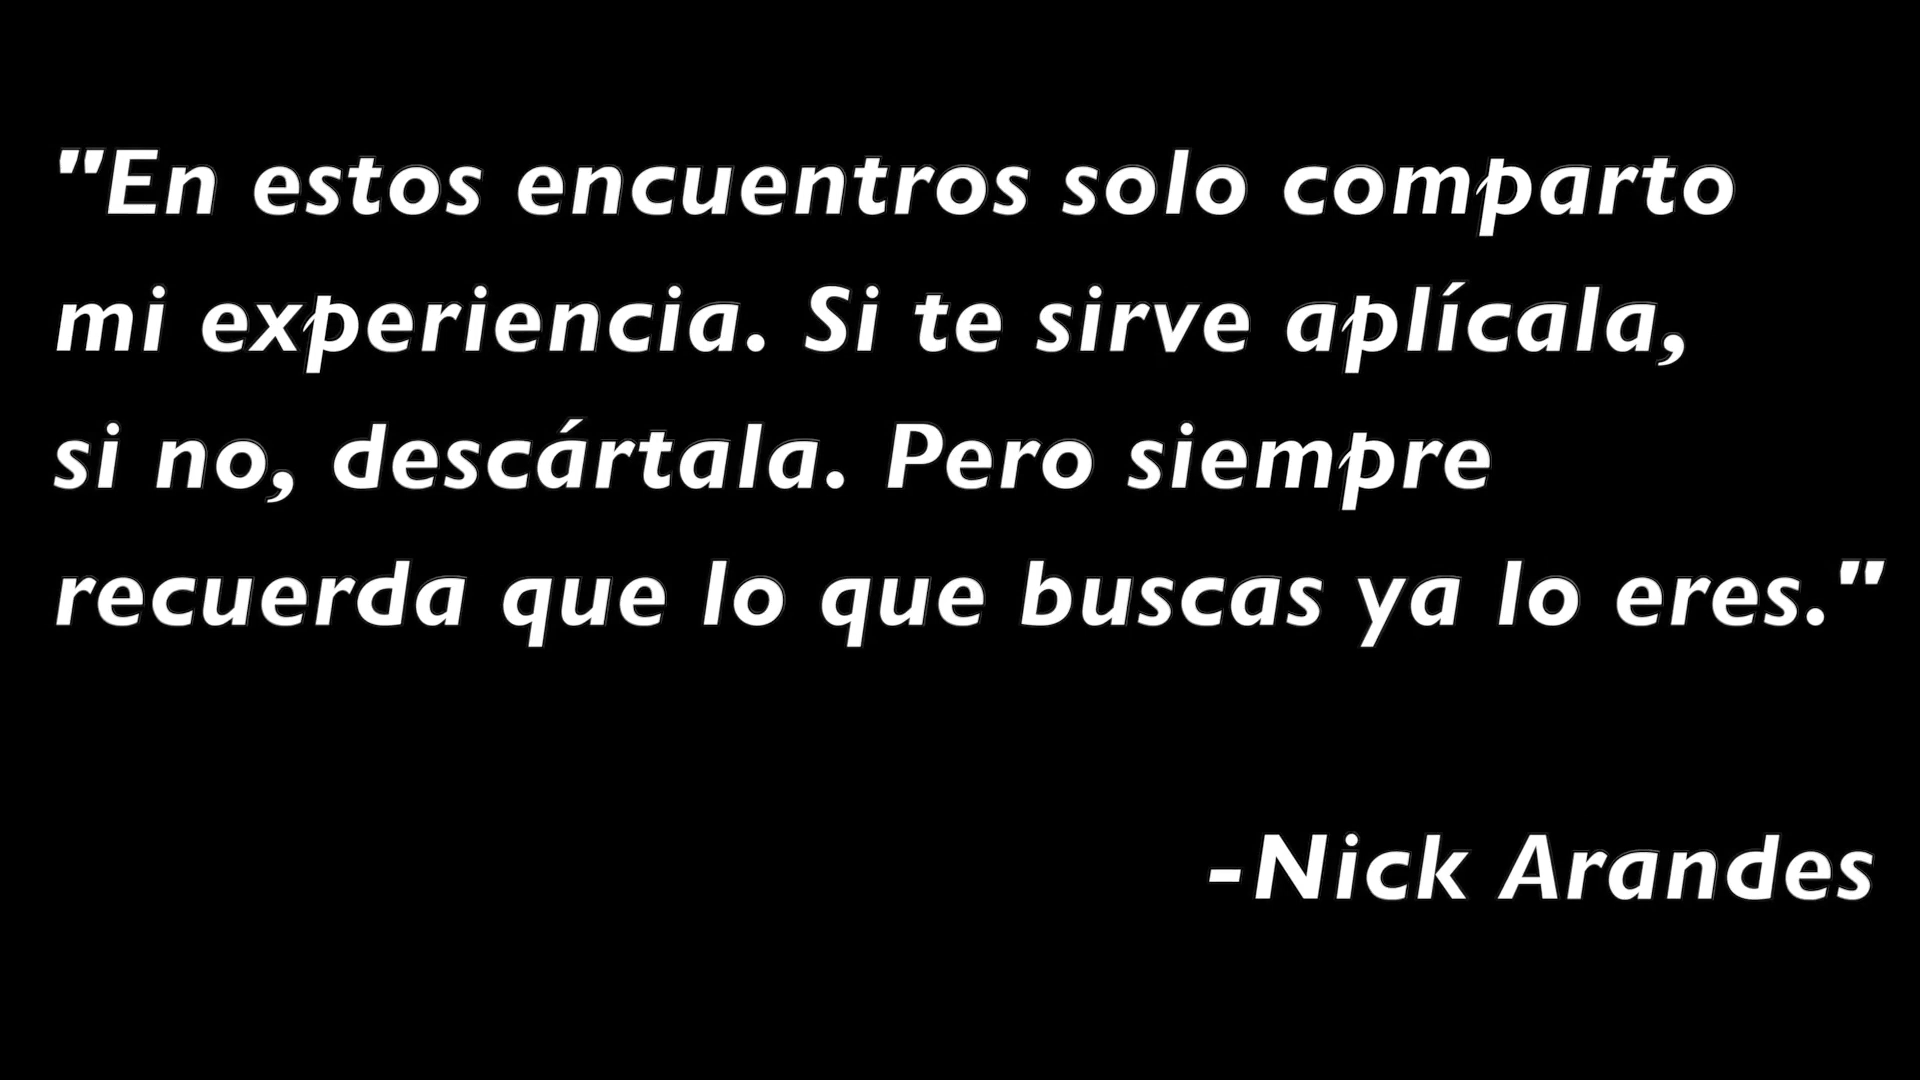 "En estos encuentros solo comparto
mi experiencia. Si te sirve aplícala,
si no, descártala. Pero siempre
recuerda que lo que buscas ya lo eres."
-Nick Arandes